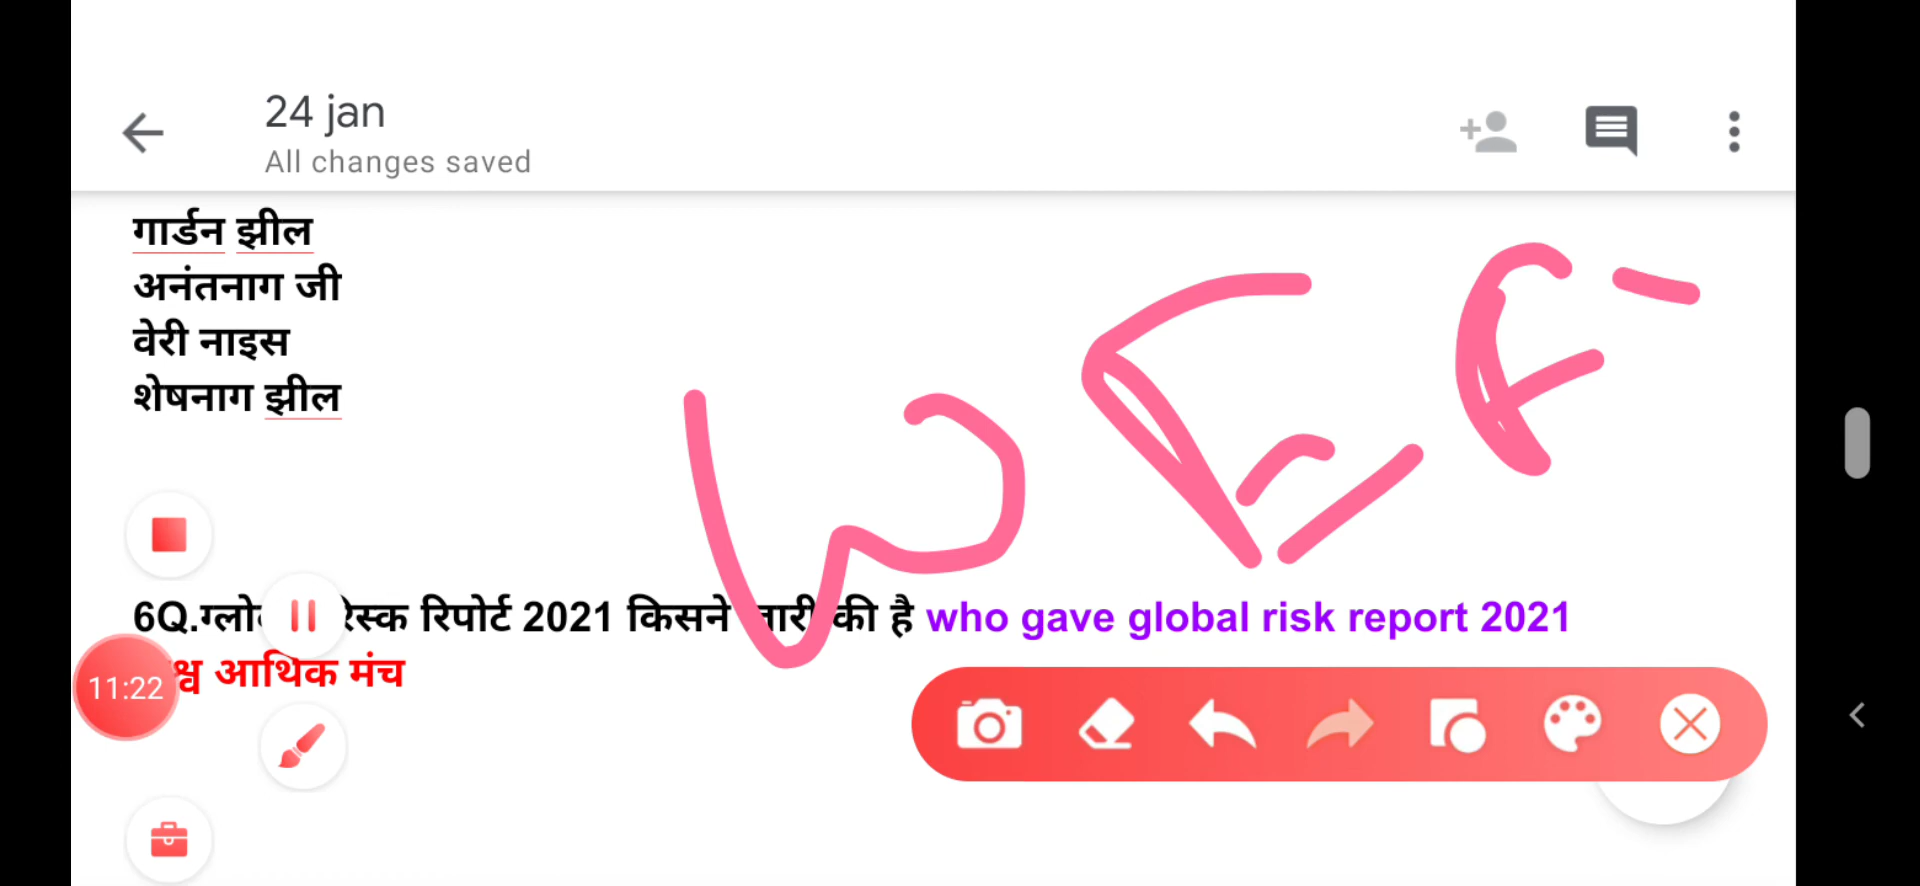 24 jan
All changes saved
गार्डन झील
अनंतनाग जी
वेरी नाइस
शेषनाग झील
WEF
6Q. रिपोर्ट 2021 किसने की है who gave global risk report 2021
आर्थिक मंच
11:22